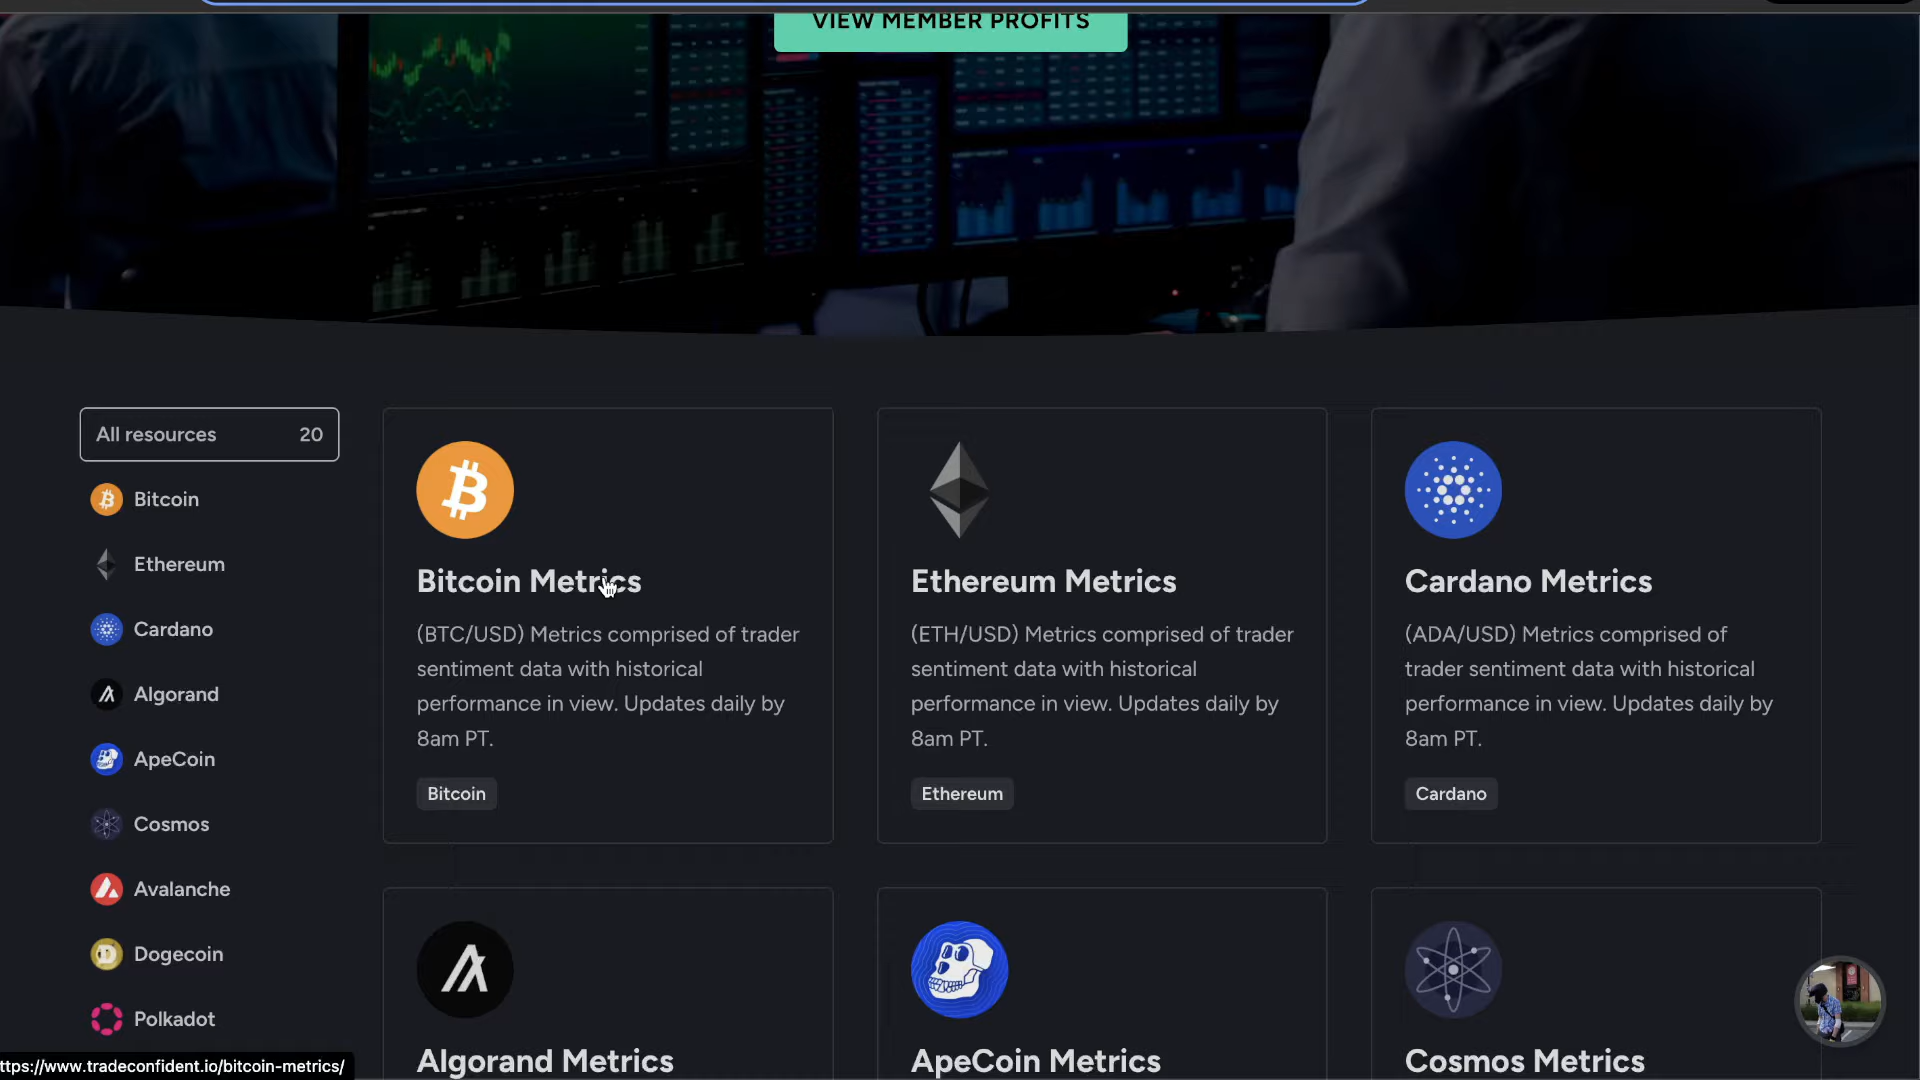 VIEW MEMBER PROFITS
All resources 20
Bitcoin
Ethereum
Cardano
Algorand
ApeCoin
Cosmos
Avalanche
Dogecoin
Polkadot
Bitcoin Metrics
(BTC/USD) Metrics comprised of trader
sentiment data with historical
performance in view. Updates daily by
8am PT.
Bitcoin
Ethereum Metrics
(ETH/USD) Metrics comprised of trader
sentiment data with historical
performance in view. Updates daily by
8am PT.
Ethereum
Cardano Metrics
(ADA/USD) Metrics comprised of
trader sentiment data with historical
performance in view. Updates daily by
8am PT.
Cardano
Algorand Metrics
ApeCoin Metrics
Cosmos Metrics
ttps://www.tradeconfident.io/bitcoin-metrics/